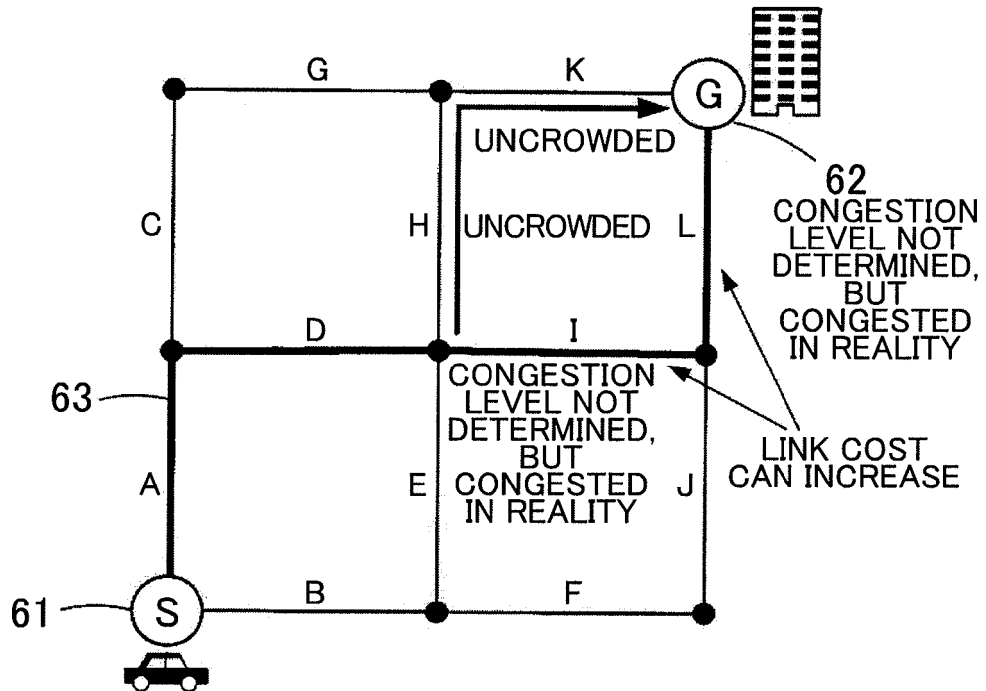 G
K
G
UNCROWDED
62
CONGESTION
LEVEL NOT
DETERMINED,
BUT
CONGESTED
IN REALITY
C
H
UNCROWDED
L
D
I
63
CONGESTION
LEVEL NOT
DETERMINED,
BUT
CONGESTED
IN REALITY
LINK COST
CAN INCREASE
A
E
J
61
S
B
F